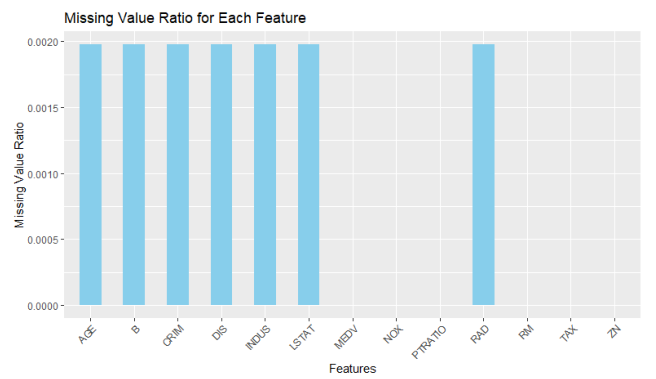 Missing Value Ratio for Each Feature
0.0020
0.0015
0.0010
0.0005
0.0000
Missing Value Ratio
AGE
B
CRIM
DIS
INDUS
LSTAT
MEDV
NOX
PTRATIO
RAD
RM
TAX
ZN
Features